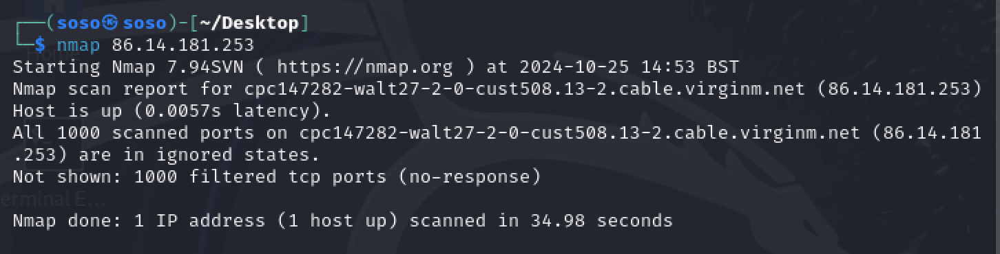 ┌──(soso㉿soso)-[~/Desktop]
└─$ nmap 86.14.181.253
Starting Nmap 7.94SVN ( https://nmap.org ) at 2024-10-25 14:53 BST
Nmap scan report for cpc147282-walt27-2-0-cust508.13-2.cable.virginm.net (86.14.181.253)
Host is up (0.0057s latency).
All 1000 scanned ports on cpc147282-walt27-2-0-cust508.13-2.cable.virginm.net (86.14.181
.253) are in ignored states.
Not shown: 1000 filtered tcp ports (no-response)
erminal E...
Nmap done: 1 IP address (1 host up) scanned in 34.98 seconds